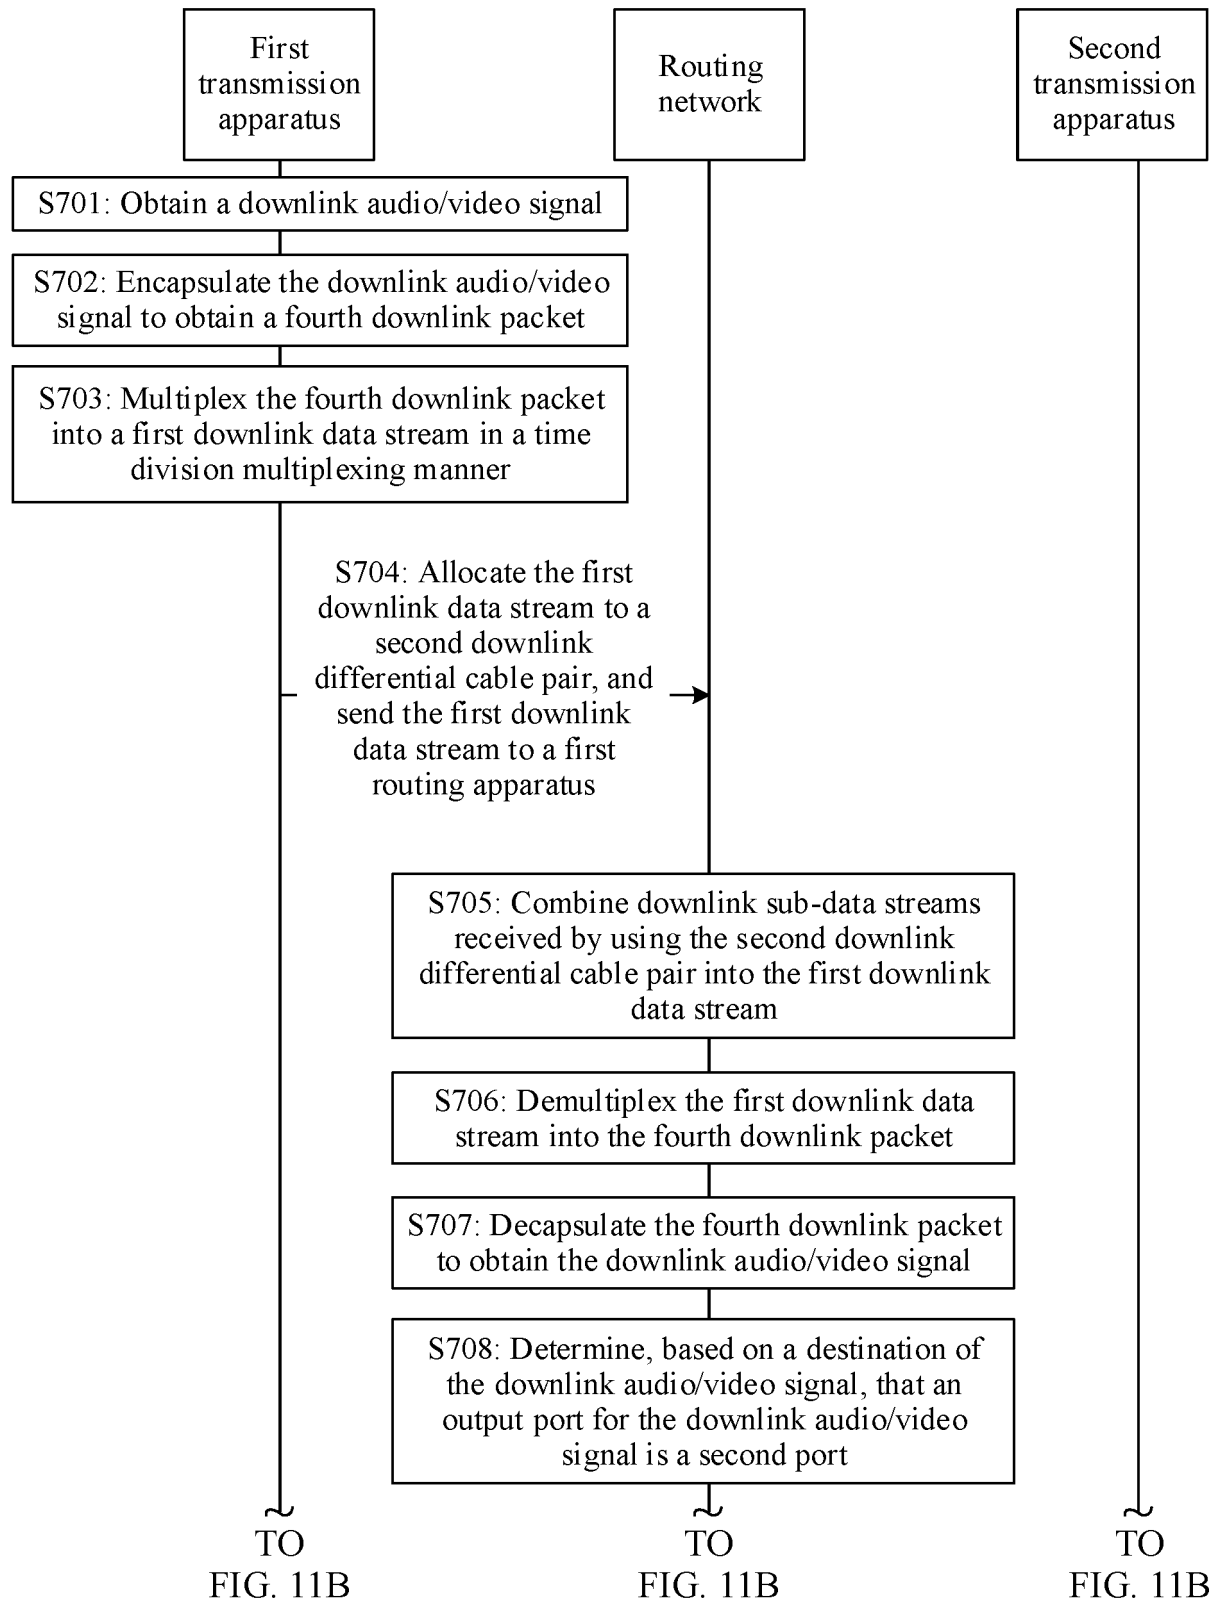 First
transmission
apparatus
Routing
network
Second
transmission
apparatus
S701: Obtain a downlink audio/video signal
S702: Encapsulate the downlink audio/video
signal to obtain a fourth downlink packet
S703: Multiplex the fourth downlink packet
into a first downlink data stream in a time
division multiplexing manner
S704: Allocate the first
downlink data stream to a
second downlink
differential cable pair, and
send the first downlink
data stream to a first
routing apparatus
S705: Combine downlink sub-data streams
received by using the second downlink
differential cable pair into the first downlink
data stream
S706: Demultiplex the first downlink data
stream into the fourth downlink packet
S707: Decapsulate the fourth downlink packet
to obtain the downlink audio/video signal
S708: Determine, based on a destination of
the downlink audio/video signal, that an
output port for the downlink audio/video
signal is a second port
TO
FIG. 11B
TO
FIG. 11B
TO
FIG. 11B